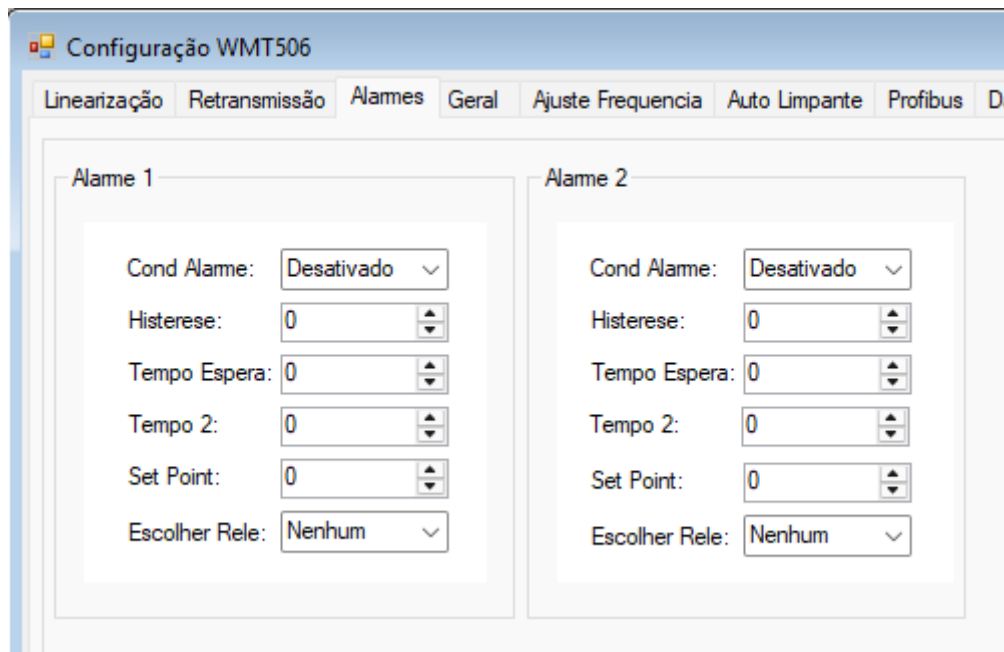 Configuração WMT506
Linearização Retransmissão Alarmes Geral Ajuste Frequencia Auto Limpante Profibus
Alarme 1
Cond Alarme: Desativado
Histerese: 0
Tempo Espera: 0
Tempo 2: 0
Set Point: 0
Escolher Rele: Nenhum
Alarme 2
Cond Alarme: Desativado
Histerese: 0
Tempo Espera: 0
Tempo 2: 0
Set Point: 0
Escolher Rele: Nenhum